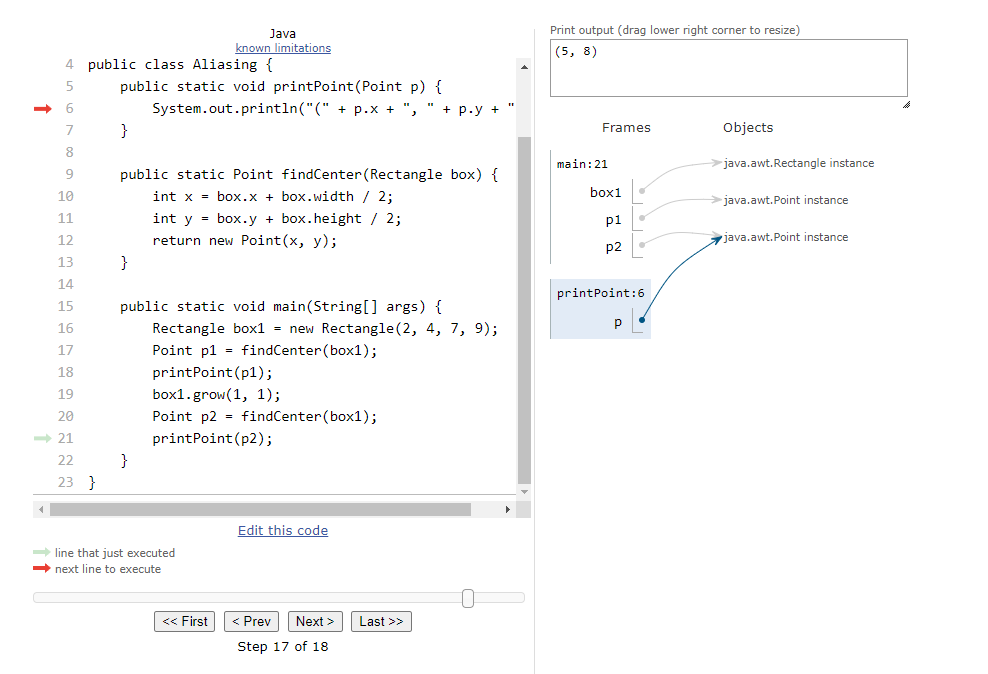 Java
known limitations
4 public class Aliasing {
5     public static void printPoint(Point p) {
6         System.out.println("(" + p.x + ", " + p.y + "
7     }
8
9     public static Point findCenter(Rectangle box) {
10         int x = box.x + box.width / 2;
11         int y = box.y + box.height / 2;
12         return new Point(x, y);
13     }
14
15     public static void main(String[] args) {
16         Rectangle box1 = new Rectangle(2, 4, 7, 9);
17         Point p1 = findCenter(box1);
18         printPoint(p1);
19         box1.grow(1, 1);
20         Point p2 = findCenter(box1);
21         printPoint(p2);
22     }
23 }
Edit this code
line that just executed
next line to execute
<< First < Prev Next > Last >>
Step 17 of 18
Print output (drag lower right corner to resize)
(5, 8)
Frames Objects
main:21
box1
p1
p2
java.awt.Rectangle instance
java.awt.Point instance
java.awt.Point instance
printPoint:6
p